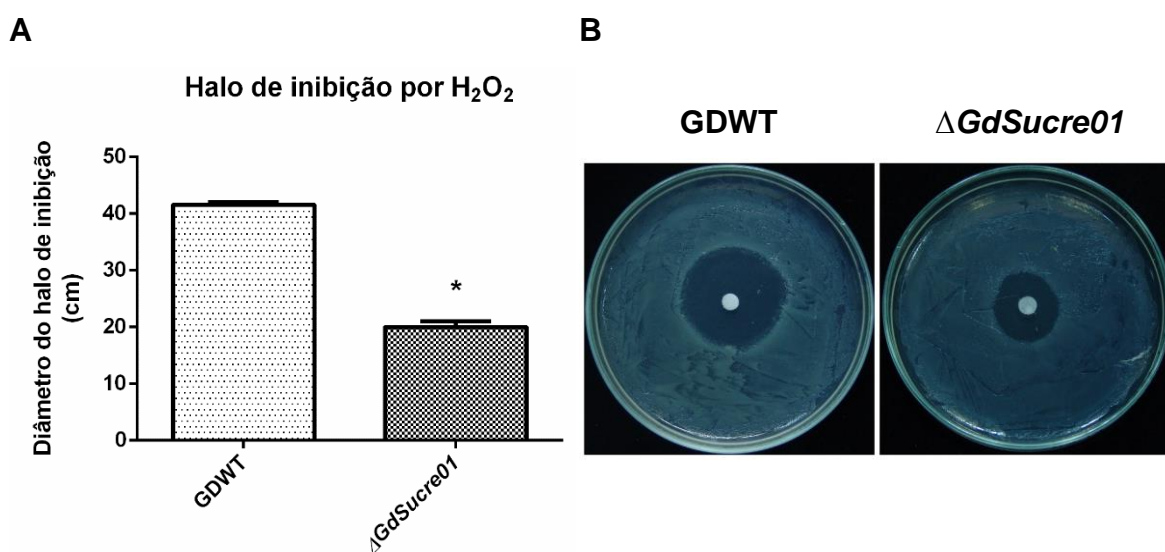 A
Halo de inibição por H₂O₂
Diâmetro do halo de inibição
(cm)
50
40
30
20
10
0
*
GDWT
ΔGdSucre01
B
GDWT
ΔGdSucre01